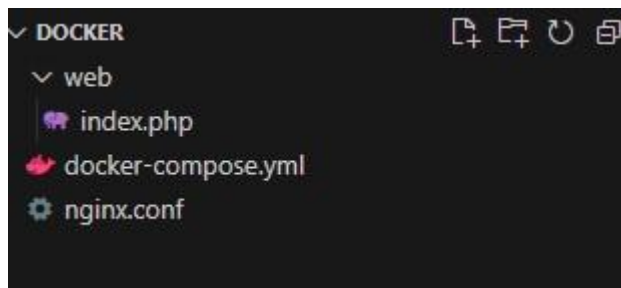 DOCKER
web
index.php
docker-compose.yml
nginx.conf